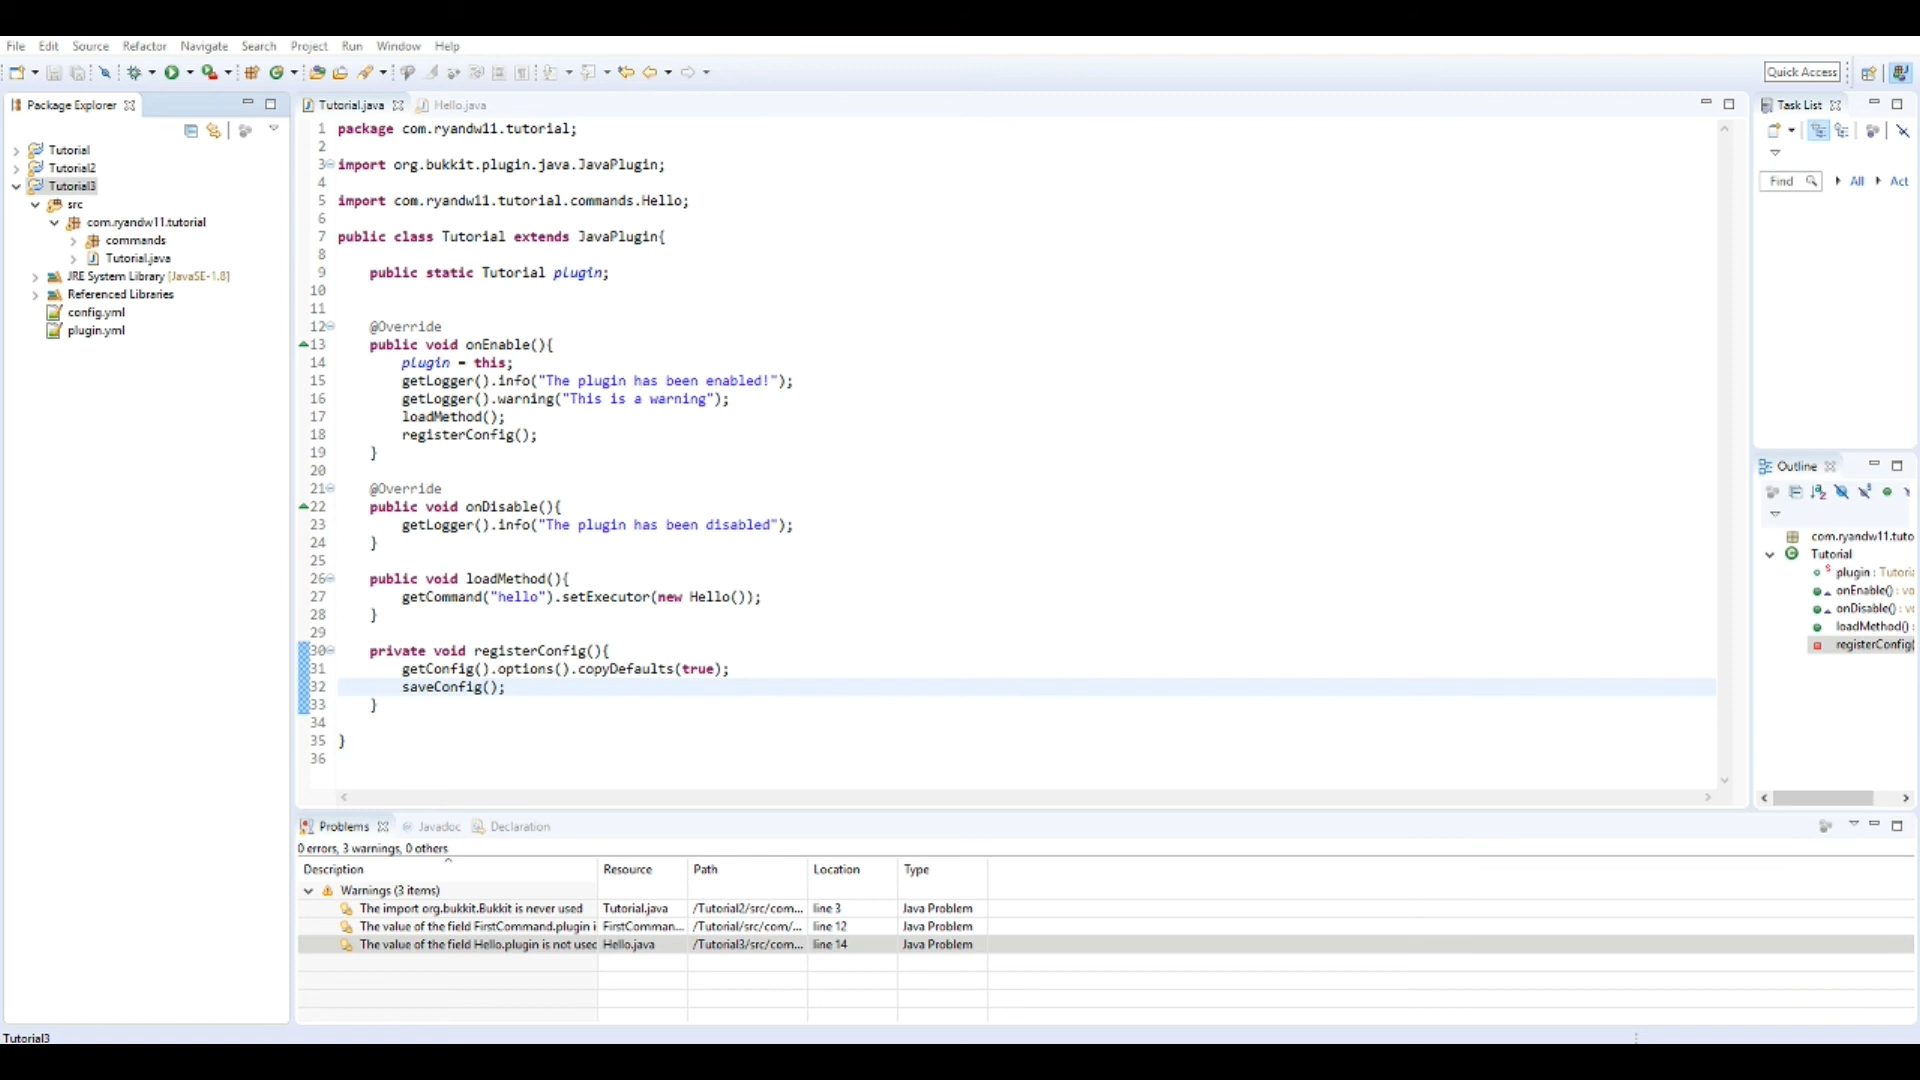 File Edit Source Refactor Navigate Search Project Run Window Help
Quick Access
Package Explorer
Tutorial
Tutorial2
Tutorial3
src
com.ryandw11.tutorial
commands
Tutorial.java
JRE System Library [JavaSE-1.8]
Referenced Libraries
config.yml
plugin.yml
Tutorial.java Hello.java
1 package com.ryandw11.tutorial;
2
3 import org.bukkit.plugin.java.JavaPlugin;
4
5 import com.ryandw11.tutorial.commands.Hello;
6
7 public class Tutorial extends JavaPlugin{
8
9 public static Tutorial plugin;
10
11
12 @Override
13 public void onEnable(){
14 plugin = this;
15 getLogger().info("The plugin has been enabled!");
16 getLogger().warning("This is a warning");
17 loadMethod();
18 registerConfig();
19 }
20
21 @Override
22 public void onDisable(){
23 getLogger().info("The plugin has been disabled");
24 }
25
26 public void loadMethod(){
27 getCommand("hello").setExecutor(new Hello());
28 }
29
30 private void registerConfig(){
31 getConfig().options().copyDefaults(true);
32 saveConfig();
33 }
34
35 }
36
Task List
Find All Act
Outline
com.ryandw11.tuto
Tutorial
plugin : Tutoria
onEnable() : vo
onDisable() : vo
loadMethod() :
registerConfig(
Problems Javadoc Declaration
0 errors, 3 warnings, 0 others
Description Resource Path Location Type
Warnings (3 items)
The import org.bukkit.Bukkit is never used Tutorial.java /Tutorial2/src/com... line 3 Java Problem
The value of the field FirstCommand.plugin i FirstComman... /Tutorial/src/com/... line 12 Java Problem
The value of the field Hello.plugin is not used Hello.java /Tutorial3/src/com... line 14 Java Problem
Tutorial3